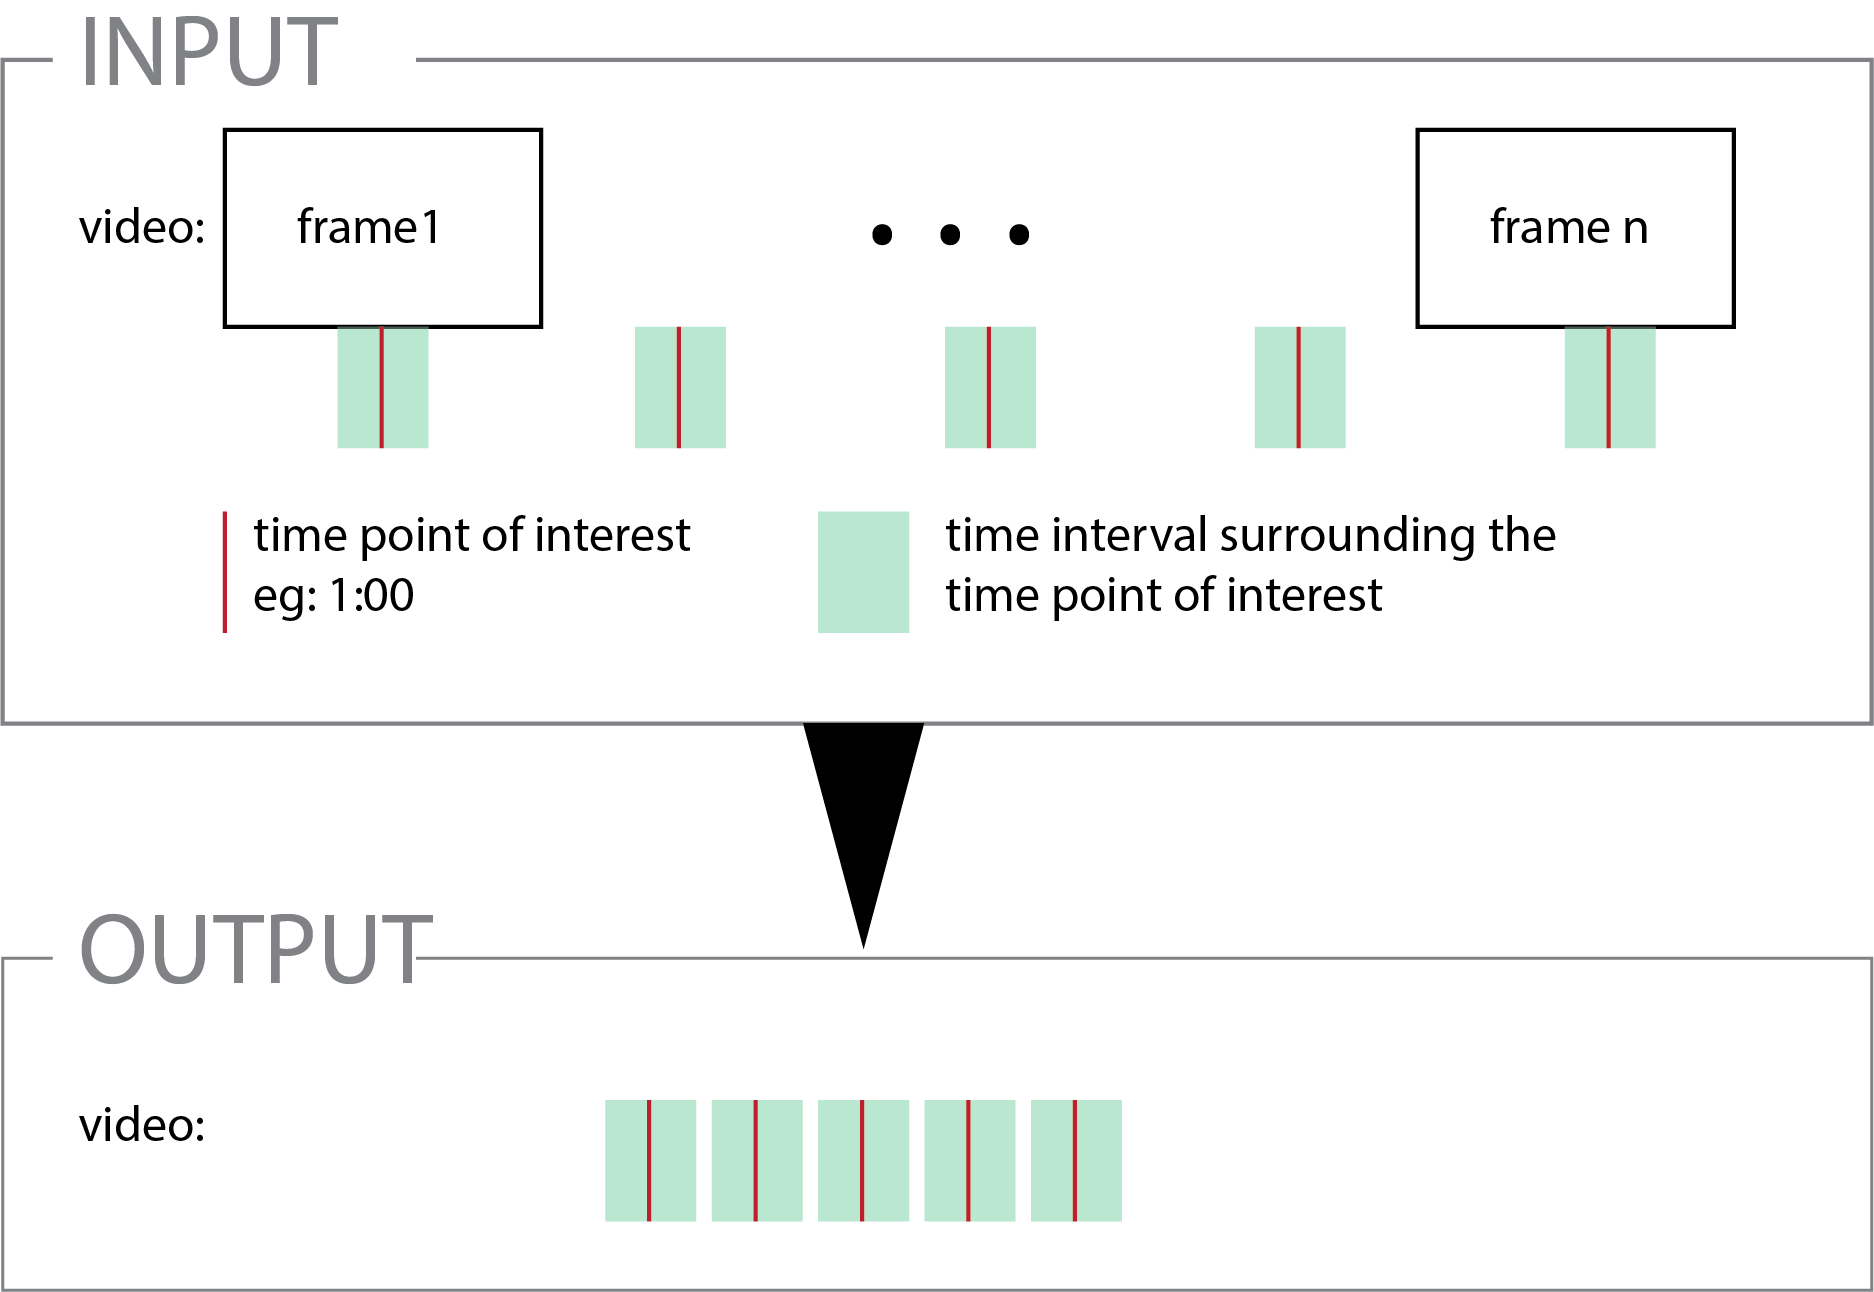 INPUT
video:
frame1
frame n
time point of interest
eg: 1:00
time interval surrounding the
time point of interest
OUTPUT
video: